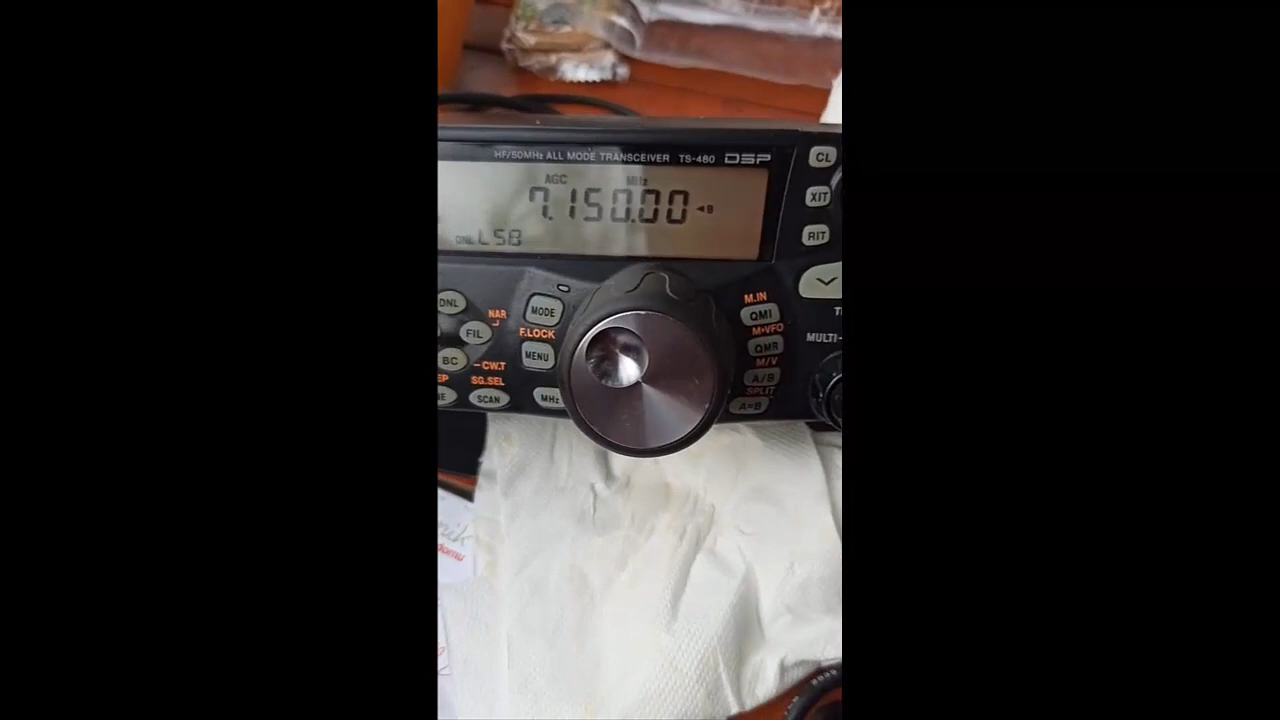 HF/50MHz ALL MODE TRANSCEIVER TS-480 DSP
AGC MHz
7.150.00 ◄B
DNL LSB
CL
XIT
RIT
DNL
NAR
FIL
BC
-CW.T
SG.SEL
SCAN
MODE
F.LOCK
MENU
MHz
M.IN
QMI
M▸VFO
QMR
M/V
A/B
SPLIT
A=B
MULTI-